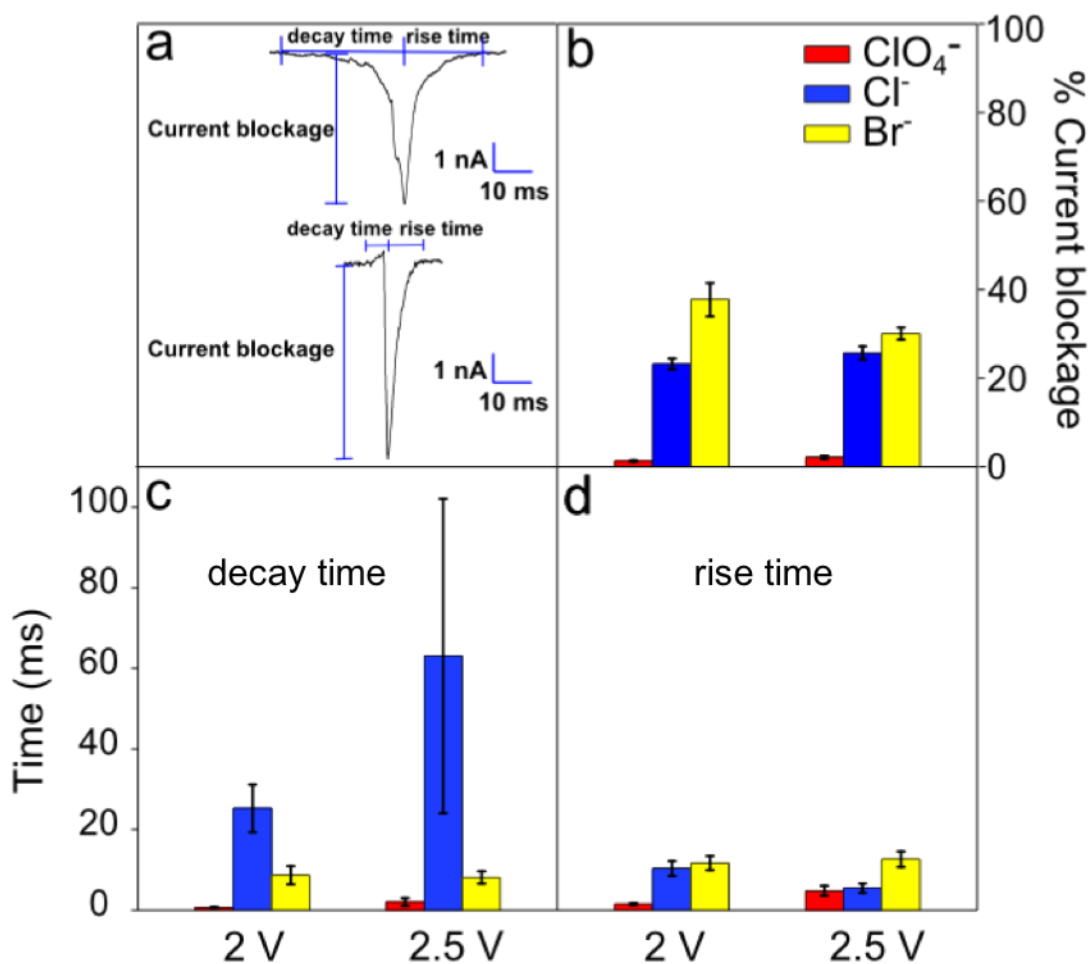 a
decay time rise time
Current blockage
1 nA
10 ms
decay time rise time
Current blockage
1 nA
10 ms
b
ClO₄⁻
Cl⁻
Br⁻
100
80
60
40
20
0
% Current blockage
c
decay time
100
80
60
40
20
0
Time (ms)
2 V
2.5 V
d
rise time
2 V
2.5 V